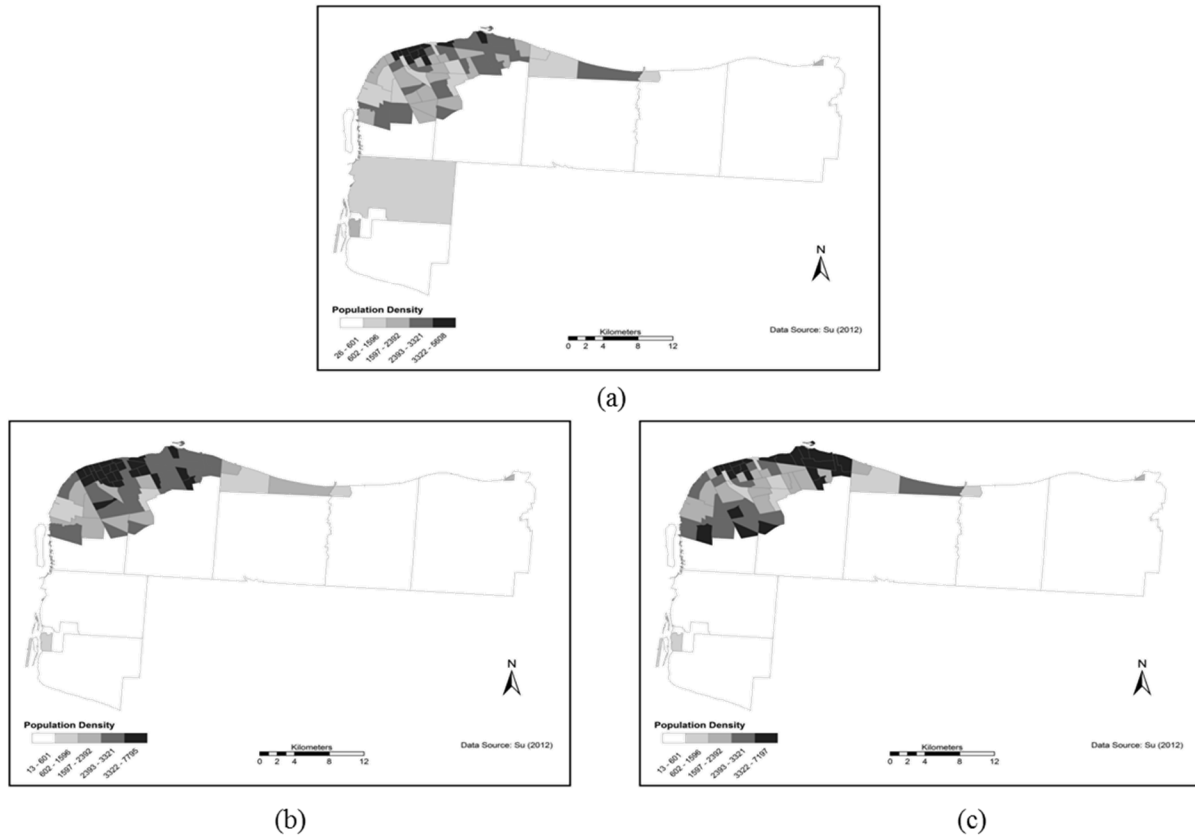 N
Population Density
26 - 601
602 - 1596
1597 - 2392
2393 - 3321
3322 - 5608
Kilometers
0 2 4 8 12
Data Source: Su (2012)
(a)
N
Population Density
13 - 601
602 - 1596
1597 - 2392
2393 - 3321
3322 - 7795
Kilometers
0 2 4 8 12
Data Source: Su (2012)
(b)
N
Population Density
13 - 601
602 - 1596
1597 - 2392
2393 - 3321
3322 - 7197
Kilometers
0 2 4 8 12
Data Source: Su (2012)
(c)